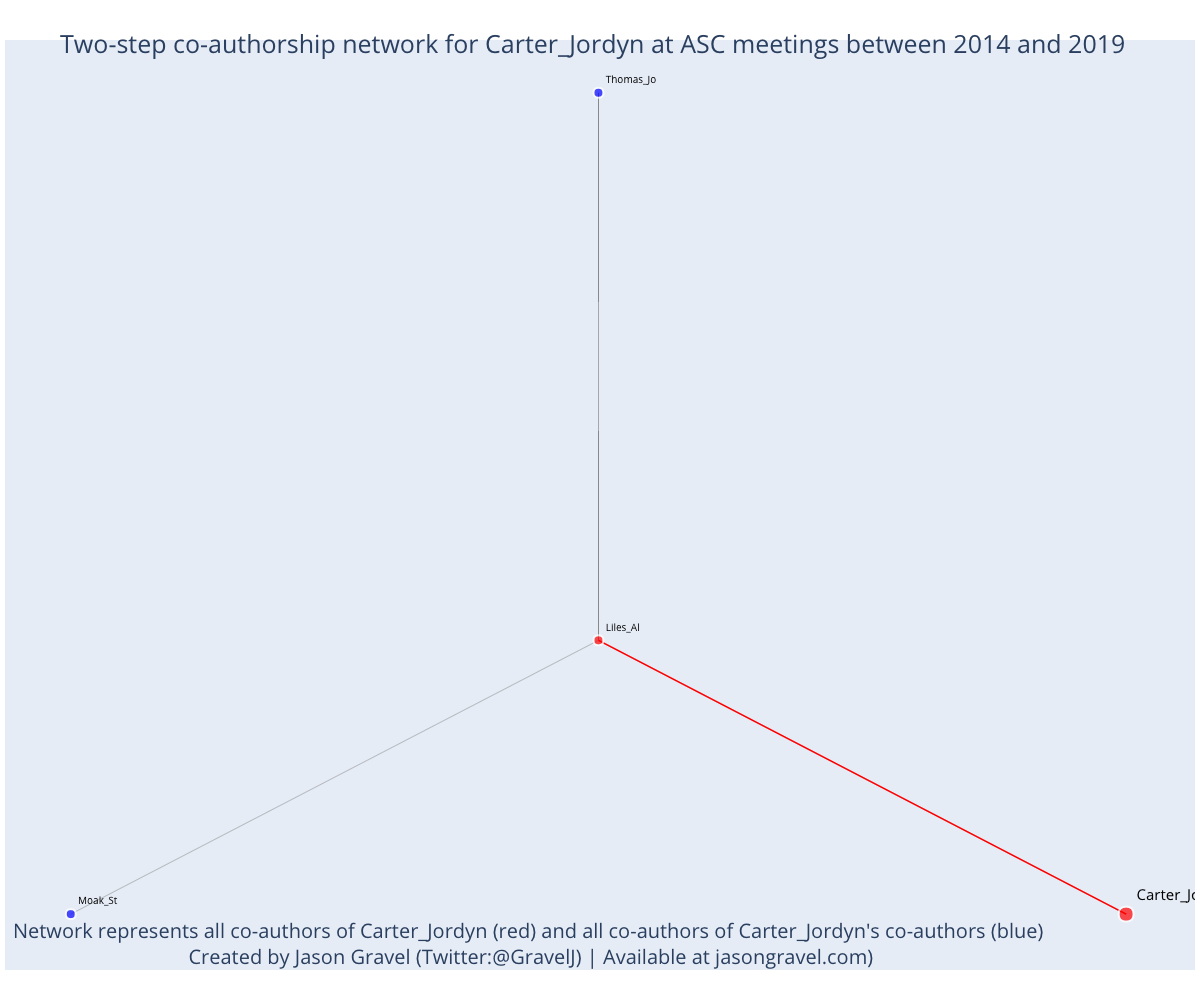 Two-step co-authorship network for Carter_Jordyn at ASC meetings between 2014 and 2019
Thomas_Jo
Liles_Al
Moak_St
Carter_Jo
Network represents all co-authors of Carter_Jordyn (red) and all co-authors of Carter_Jordyn's co-authors (blue)
Created by Jason Gravel (Twitter:@GravelJ) | Available at jasongravel.com)